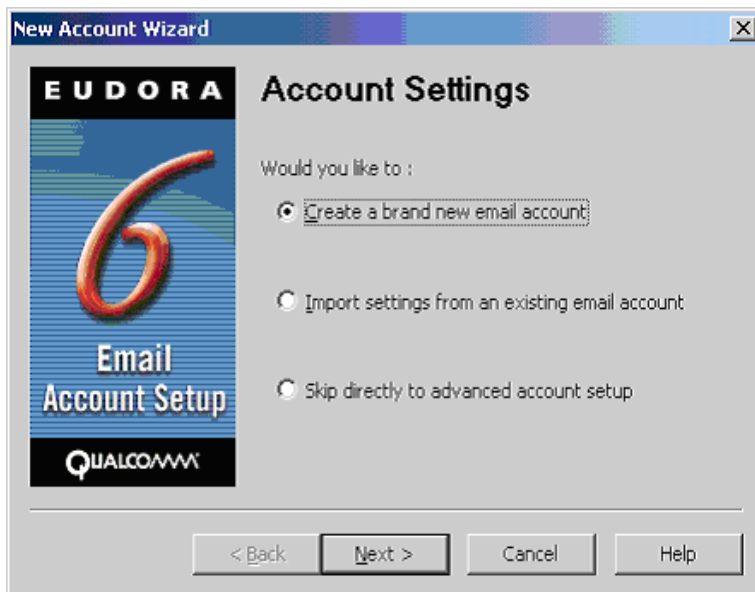 New Account Wizard
EUDORA
6
Email
Account Setup
QUALCOMM
Account Settings
Would you like to :
Create a brand new email account
Import settings from an existing email account
Skip directly to advanced account setup
< Back
Next >
Cancel
Help